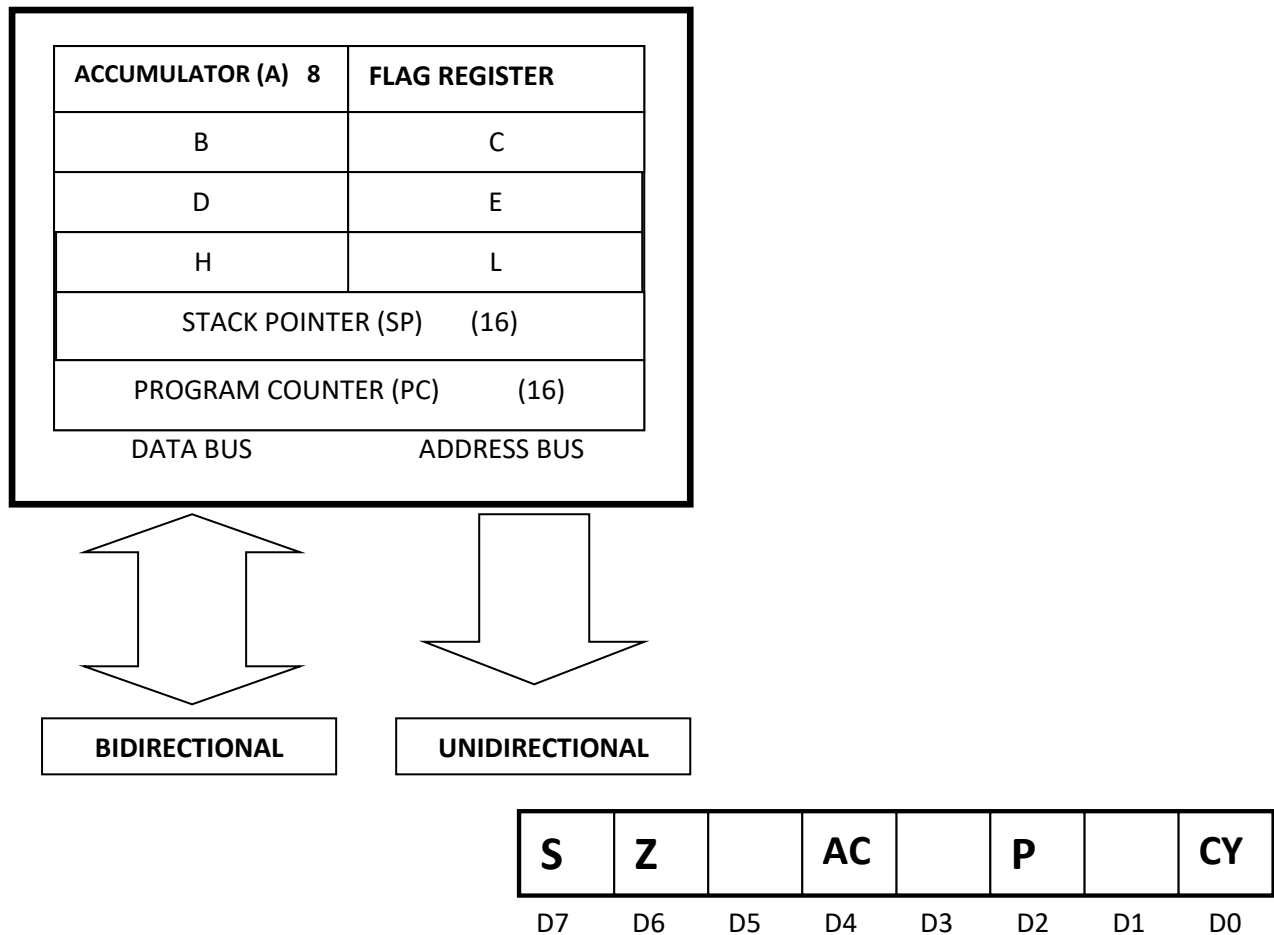 ACCUMULATOR (A) 8 FLAG REGISTER
B C
D E
H L
STACK POINTER (SP) (16)
PROGRAM COUNTER (PC) (16)
DATA BUS ADDRESS BUS
BIDIRECTIONAL UNIDIRECTIONAL
S Z AC P CY
D7 D6 D5 D4 D3 D2 D1 D0